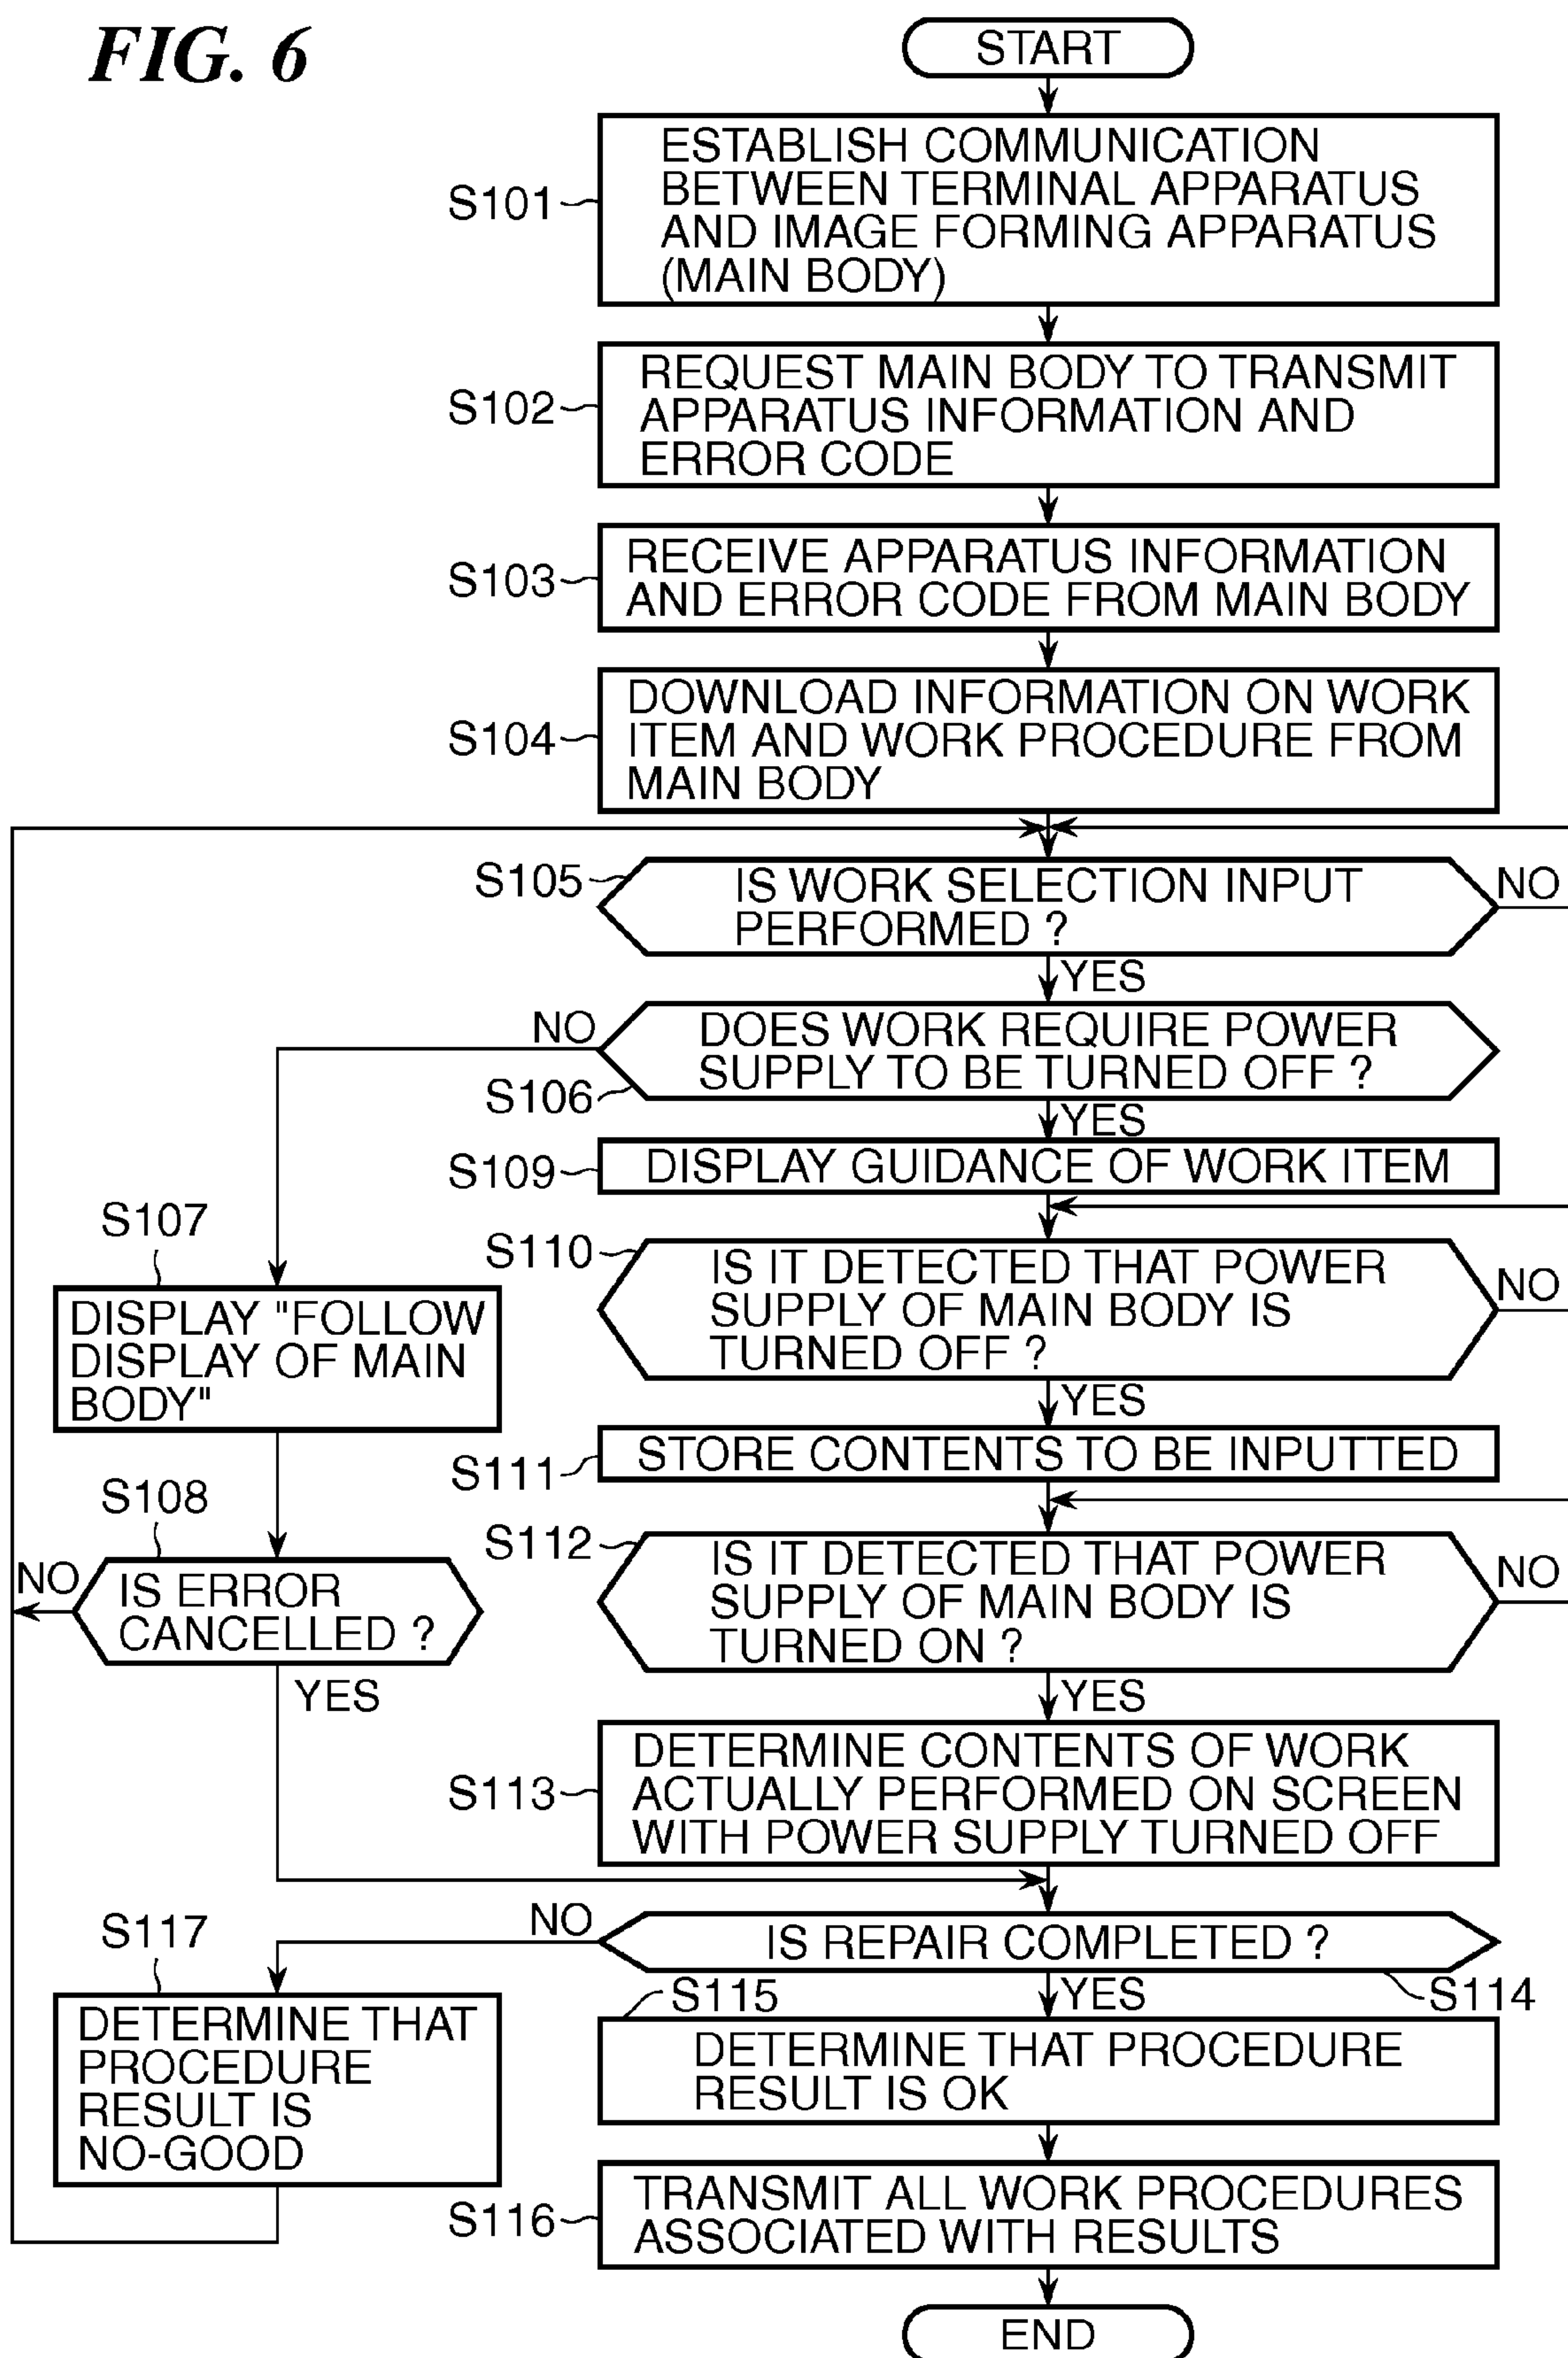 FIG. 6
START
S101
ESTABLISH COMMUNICATION
BETWEEN TERMINAL APPARATUS
AND IMAGE FORMING APPARATUS
(MAIN BODY)
S102
REQUEST MAIN BODY TO TRANSMIT
APPARATUS INFORMATION AND
ERROR CODE
S103
RECEIVE APPARATUS INFORMATION
AND ERROR CODE FROM MAIN BODY
S104
DOWNLOAD INFORMATION ON WORK
ITEM AND WORK PROCEDURE FROM
MAIN BODY
S105
IS WORK SELECTION INPUT
PERFORMED ?
NO
YES
NO
DOES WORK REQUIRE POWER
SUPPLY TO BE TURNED OFF ?
S106
YES
S109
DISPLAY GUIDANCE OF WORK ITEM
S107
DISPLAY "FOLLOW
DISPLAY OF MAIN
BODY"
S110
IS IT DETECTED THAT POWER
SUPPLY OF MAIN BODY IS
TURNED OFF ?
NO
YES
S111
STORE CONTENTS TO BE INPUTTED
S108
NO
IS ERROR
CANCELLED ?
YES
S112
IS IT DETECTED THAT POWER
SUPPLY OF MAIN BODY IS
TURNED ON ?
NO
YES
S113
DETERMINE CONTENTS OF WORK
ACTUALLY PERFORMED ON SCREEN
WITH POWER SUPPLY TURNED OFF
NO
IS REPAIR COMPLETED ?
S114
YES
S117
DETERMINE THAT
PROCEDURE
RESULT IS
NO-GOOD
S115
DETERMINE THAT PROCEDURE
RESULT IS OK
S116
TRANSMIT ALL WORK PROCEDURES
ASSOCIATED WITH RESULTS
END